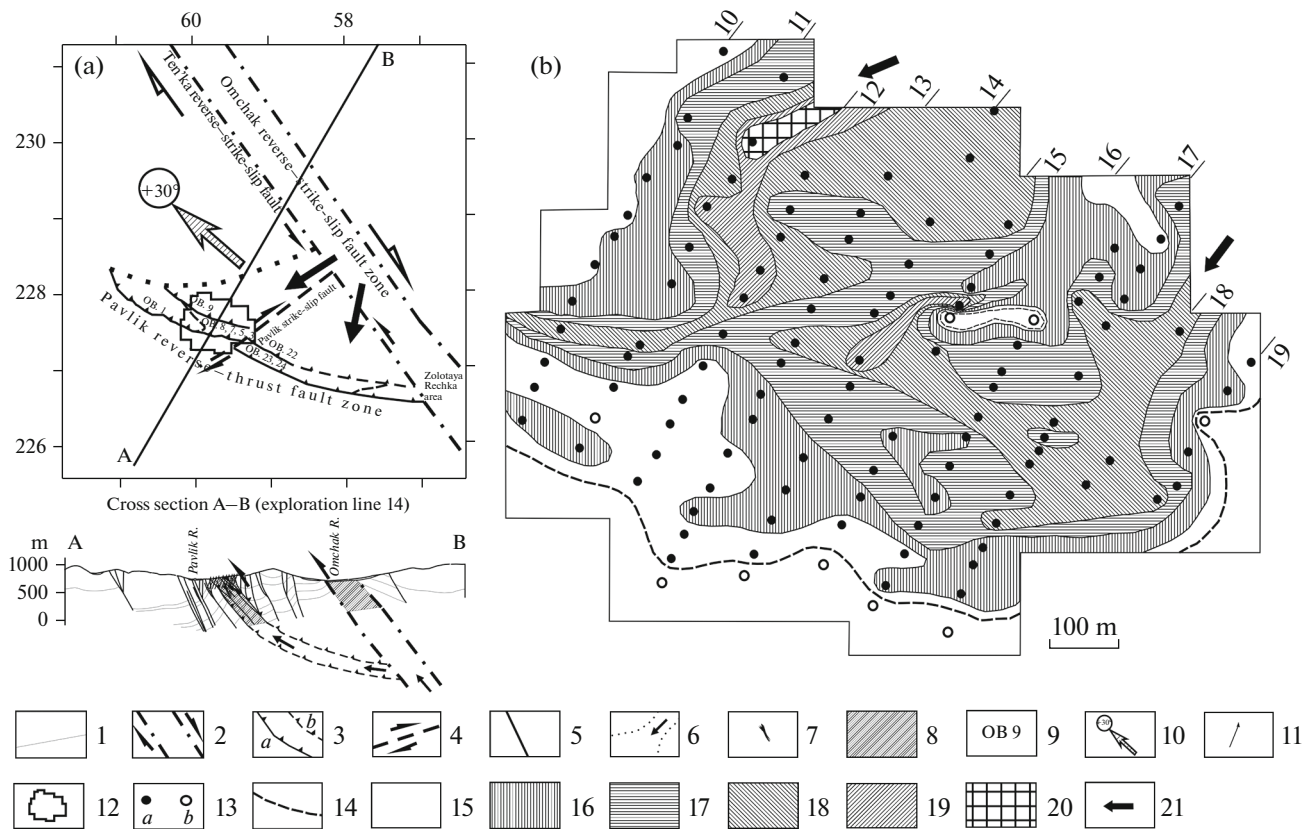 60 58
(a)
B
Ten'ka reverse–strike-slip fault
Omchak reverse–strike-slip fault zone
230
+30°
228
OB. 1
OB. 9
OB. 8, 7, 5
Pavlik strike-slip fault
OB. 22
OB. 23, 24
Pavlik reverse–thrust fault zone
Zolotaya
Rechka
area
226
A
(b)
10 11
12 13 14
15 16 17
18
19
100 m
Cross section A–B (exploration line 14)
m A Pavlik R. Omchak R. B
1000
500
0
1 2 a b 3 4 5 6 7 8 OB 9 9 +30° 10 11
12 a b 13 14 15 16 17 18 19 20 21